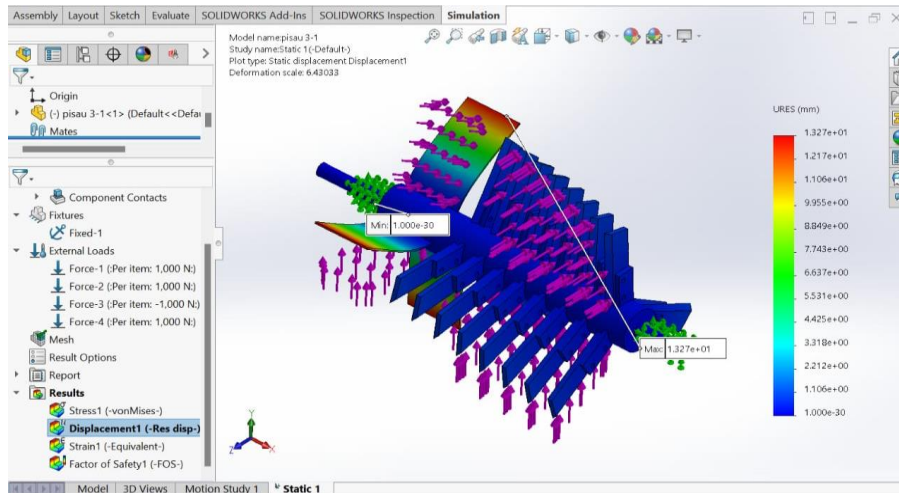 Assembly Layout Sketch Evaluate SOLIDWORKS Add-Ins SOLIDWORKS Inspection Simulation
Model name:pisau 3-1
Study name:Static 1(-Default-)
Plot type: Static displacement Displacement1
Deformation scale: 6.43033
Origin
(-) pisau 3-1<1> (Default<<Defau
Mates
Component Contacts
Fixtures
Fixed-1
External Loads
Force-1 (:Per item: 1,000 N:)
Force-2 (:Per item: 1,000 N:)
Force-3 (:Per item: -1,000 N:)
Force-4 (:Per item: 1,000 N:)
Mesh
Result Options
Report
Results
Stress1 (-vonMises-)
Displacement1 (-Res disp-)
Strain1 (-Equivalent-)
Factor of Safety1 (-FOS-)
Min: 1.000e-30
Max: 1.327e+01
Y
Z
X
URES (mm)
1.327e+01
1.217e+01
1.106e+01
9.955e+00
8.849e+00
7.743e+00
6.637e+00
5.531e+00
4.425e+00
3.318e+00
2.212e+00
1.106e+00
1.000e-30
Model 3D Views Motion Study 1 Static 1